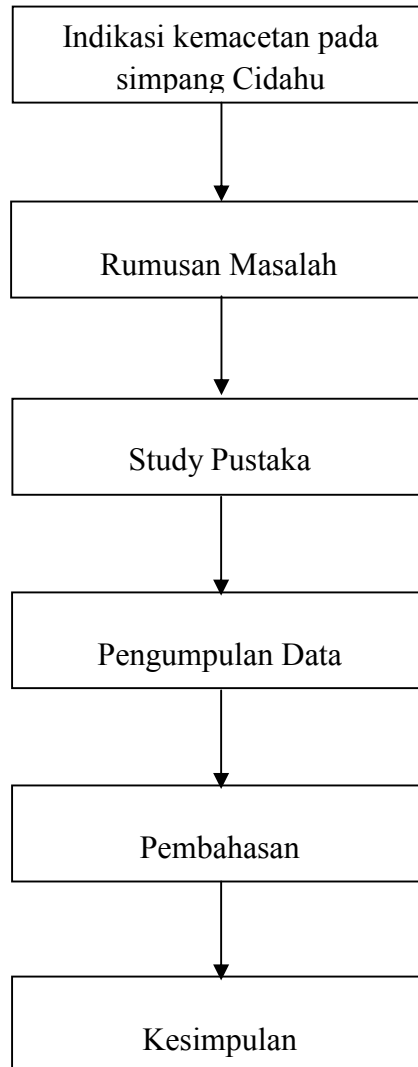 Indikasi kemacetan pada
simpang Cidahu
Rumusan Masalah
Study Pustaka
Pengumpulan Data
Pembahasan
Kesimpulan